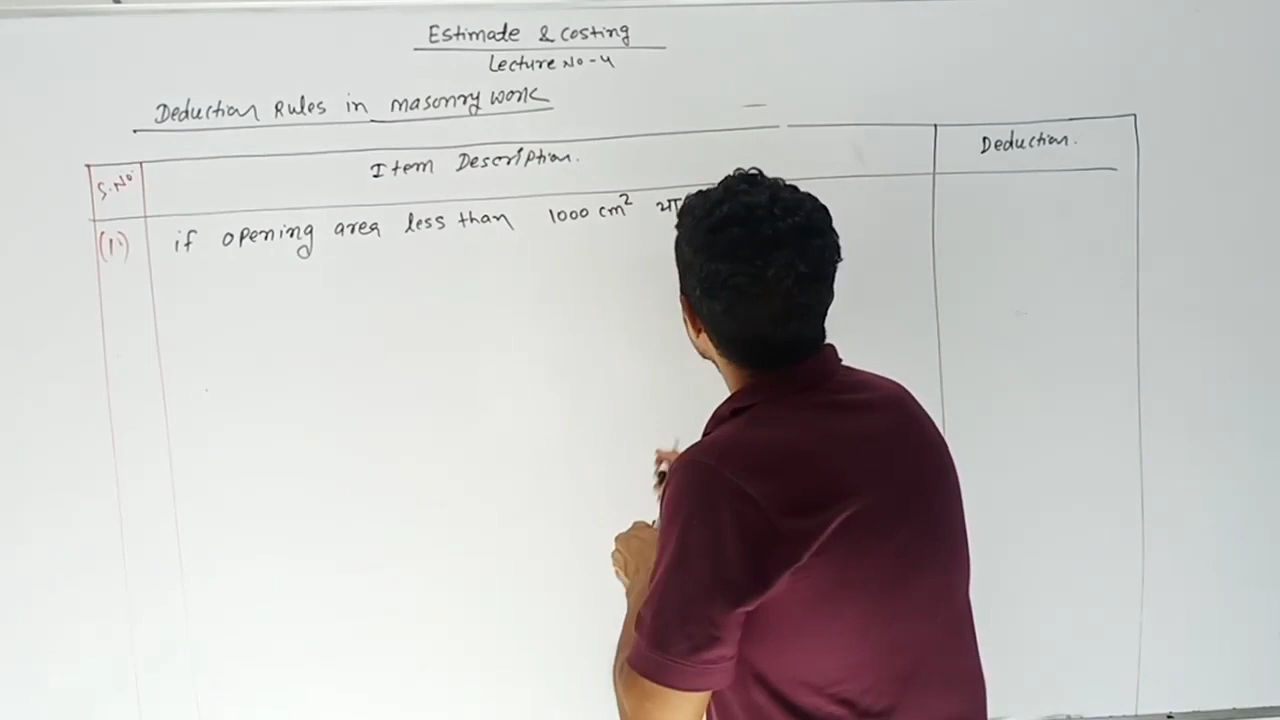 Estimate & costing
Lecture No-4
Deduction Rules in masonry work
S.No. Item Description. Deduction.
(1) if opening area less than 1000 cm² या